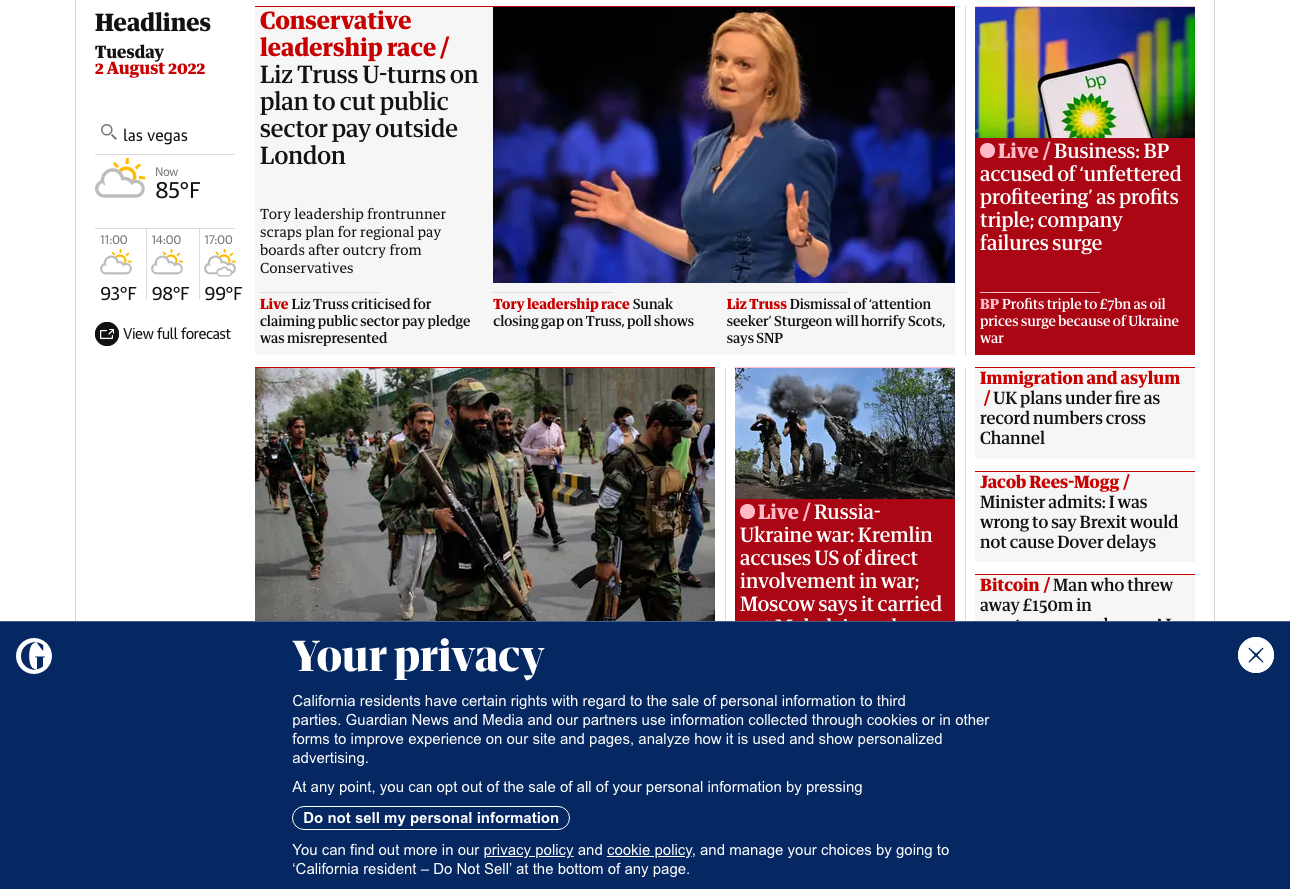 Headlines
Tuesday
2 August 2022
las vegas
Now
85°F
11:00
14:00
17:00
93°F
98°F
99°F
View full forecast
Conservative
leadership race /
Liz Truss U-turns on
plan to cut public
sector pay outside
London
Tory leadership frontrunner
scraps plan for regional pay
boards after outcry from
Conservatives
Live Liz Truss criticised for
claiming public sector pay pledge
was misrepresented
Tory leadership race Sunak
closing gap on Truss, poll shows
Liz Truss Dismissal of ‘attention
seeker’ Sturgeon will horrify Scots,
says SNP
bp
Live / Business: BP
accused of ‘unfettered
profiteering’ as profits
triple; company
failures surge
BP Profits triple to £7bn as oil
prices surge because of Ukraine
war
Live / Russia-
Ukraine war: Kremlin
accuses US of direct
involvement in war;
Moscow says it carried
Immigration and asylum
/ UK plans under fire as
record numbers cross
Channel
Jacob Rees-Mogg /
Minister admits: I was
wrong to say Brexit would
not cause Dover delays
Bitcoin / Man who threw
away £150m in
Your privacy
California residents have certain rights with regard to the sale of personal information to third
parties. Guardian News and Media and our partners use information collected through cookies or in other
forms to improve experience on our site and pages, analyze how it is used and show personalized
advertising.
At any point, you can opt out of the sale of all of your personal information by pressing
Do not sell my personal information
You can find out more in our privacy policy and cookie policy, and manage your choices by going to
‘California resident – Do Not Sell’ at the bottom of any page.